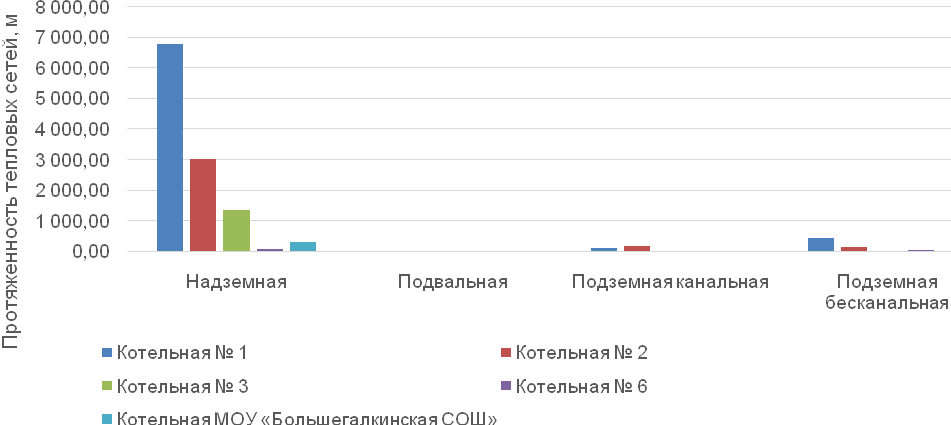 Протяженность тепловых сетей, м
8 000,00
7 000,00
6 000,00
5 000,00
4 000,00
3 000,00
2 000,00
1 000,00
0,00
Надземная
Подвальная
Подземная канальная
Подземная
бесканальная
Котельная № 1
Котельная № 2
Котельная № 3
Котельная № 6
Котельная МОУ «Большегалкинская СОШ»